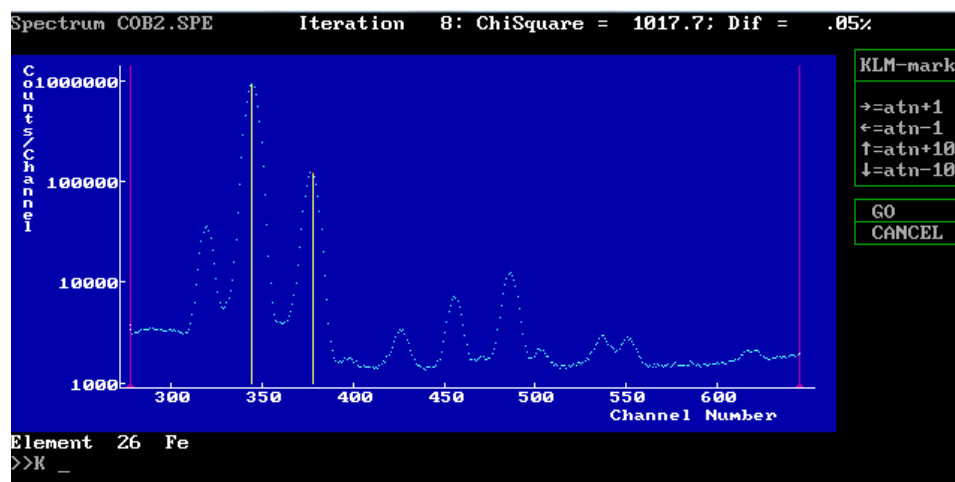 Spectrum COB2.SPE Iteration 8: ChiSquare = 1017.7; Dif = .05%
KLM-mark
→=atn+1
←=atn-1
↑=atn+10
↓=atn-10
GO
CANCEL
Counts/Channel
1000000
100000
10000
1000
300 350 400 450 500 550 600
Channel Number
Element 26 Fe
>>K _